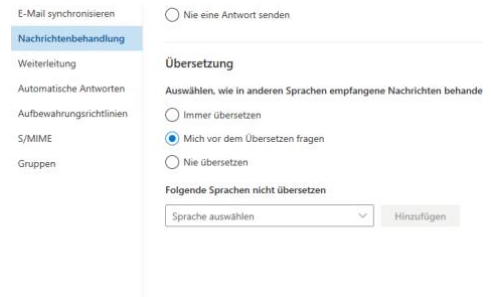 E-Mail synchronisieren
Nachrichtenbehandlung
Weiterleitung
Automatische Antworten
Aufbewahrungsrichtlinien
S/MIME
Gruppen
Nie eine Antwort senden
Übersetzung
Auswählen, wie in anderen Sprachen empfangene Nachrichten behande
Immer übersetzen
Mich vor dem Übersetzen fragen
Nie übersetzen
Folgende Sprachen nicht übersetzen
Sprache auswählen
Hinzufügen